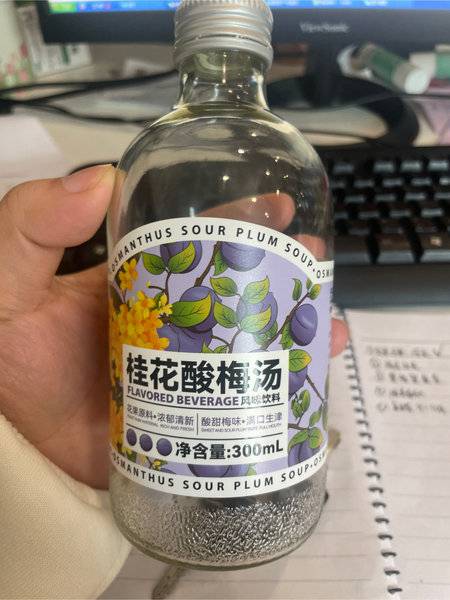 ViewSonic
OSMANTHUS SOUR PLUM SOUP
桂花酸梅汤
FLAVORED BEVERAGE 风味饮料
花果原料•浓郁清新
酸甜梅味•满口生津
净含量:300mL
OSMANTHUS SOUR PLUM SOUP